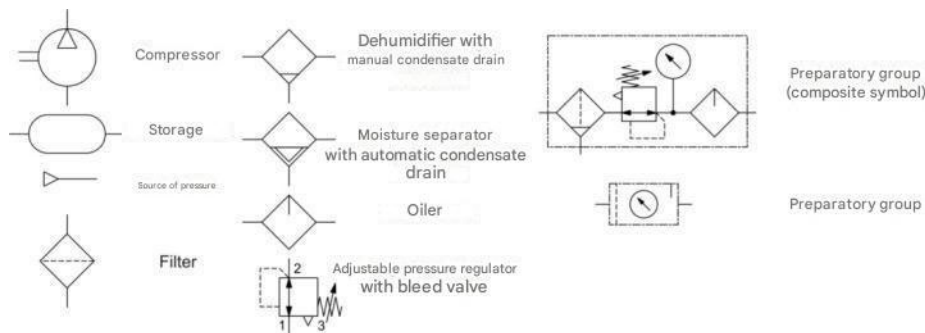 Compressor
Storage
Source of pressure
Filter
Dehumidifier with
manual condensate drain
Moisture separator
with automatic condensate
drain
Oiler
2
Adjustable pressure regulator
with bleed valve
1
3
Preparatory group
(composite symbol)
Preparatory group